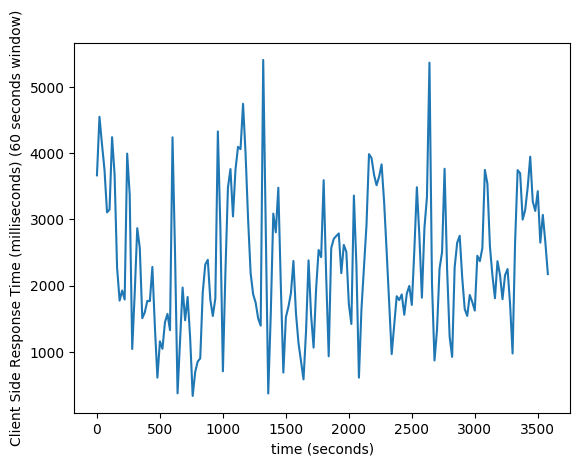 Client Side Response Time (milliseconds) (60 seconds window)
5000
4000
3000
2000
1000
0 500 1000 1500 2000 2500 3000 3500
time (seconds)